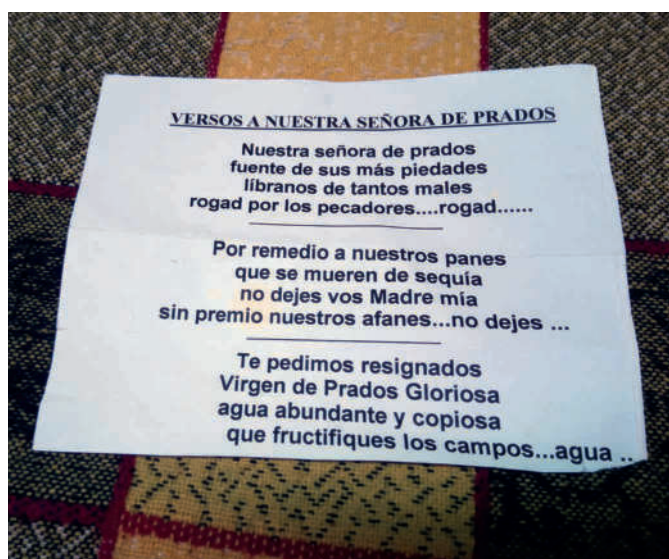 VERSOS A NUESTRA SEÑORA DE PRADOS
Nuestra señora de prados
fuente de sus más piedades
líbranos de tantos males
rogad por los pecadores....rogad......
Por remedio a nuestros panes
que se mueren de sequía
no dejes vos Madre mía
sin premio nuestros afanes...no dejes ...
Te pedimos resignados
Virgen de Prados Gloriosa
agua abundante y copiosa
que fructifiques los campos...agua ..